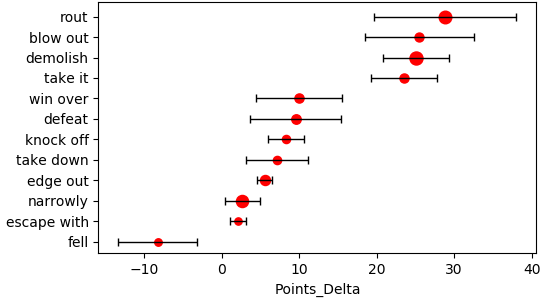 rout
blow out
demolish
take it
win over
defeat
knock off
take down
edge out
narrowly
escape with
fell
−10 0 10 20 30 40
Points_Delta